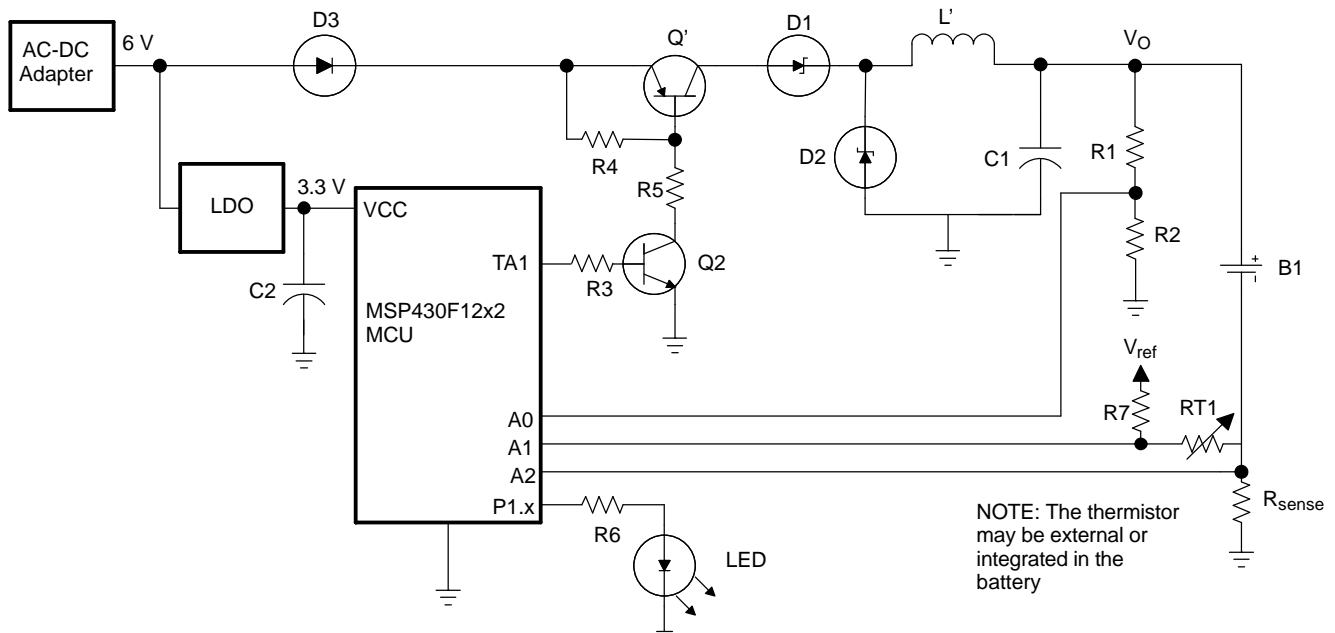 D3
Q'
D1
L'
VO
AC-DC
Adapter
6 V
R4
R5
D2
C1
R1
R2
LDO
3.3 V
VCC
C2
MSP430F12x2
MCU
TA1
R3
Q2
B1
+
-
Vref
R7
RT1
A0
A1
A2
P1.x
R6
LED
Rsense
NOTE: The thermistor
may be external or
integrated in the
battery